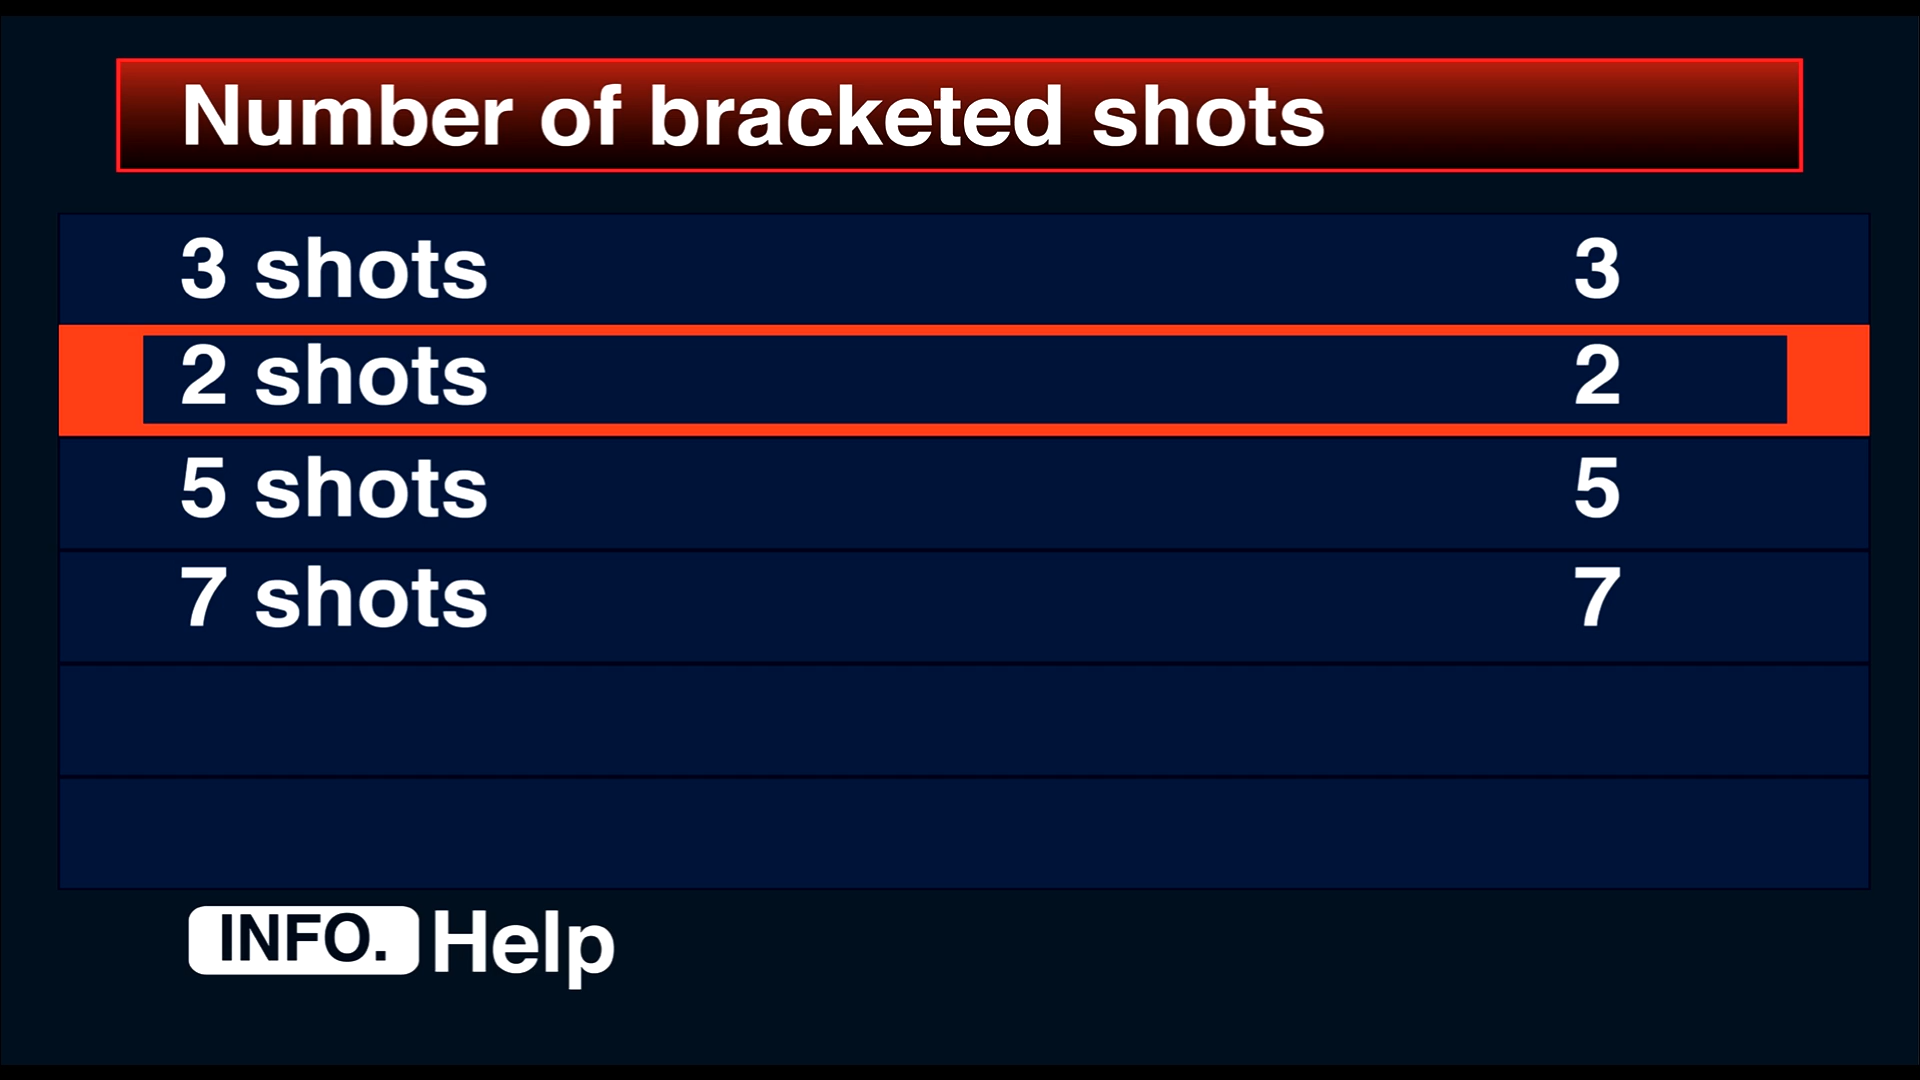 Number of bracketed shots
3 shots 3
2 shots 2
5 shots 5
7 shots 7
INFO. Help